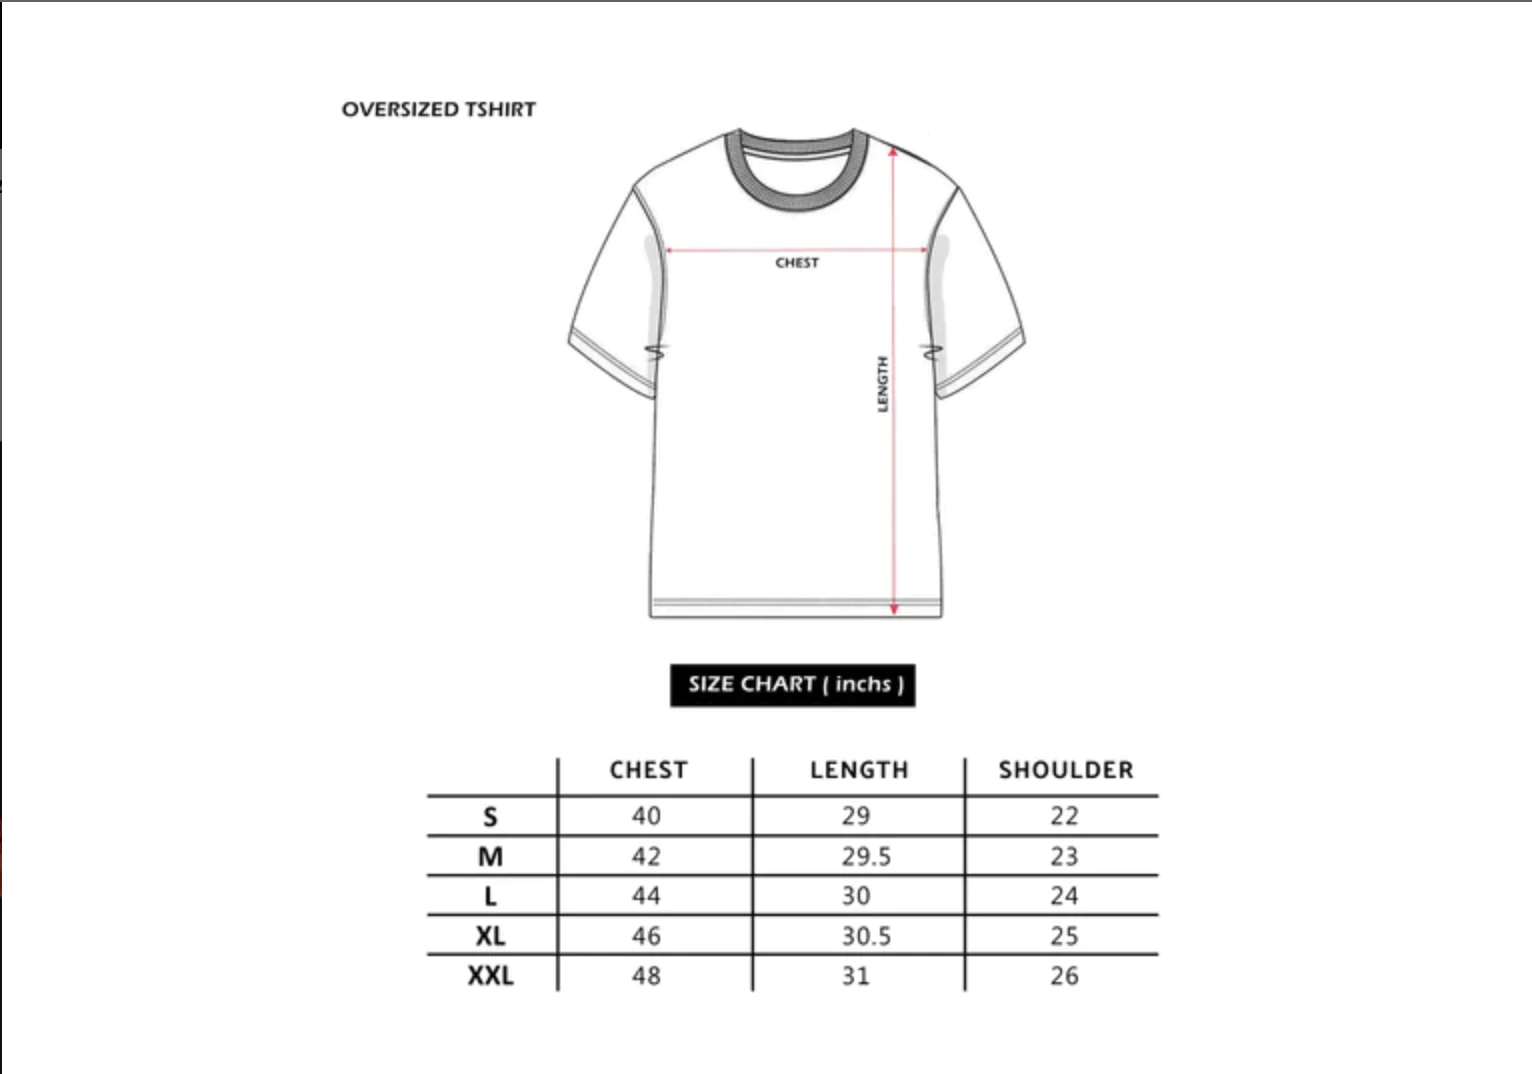 OVERSIZED TSHIRT
CHEST
LENGTH
SIZE CHART ( inchs )
CHEST LENGTH SHOULDER
S 40 29 22
M 42 29.5 23
L 44 30 24
XL 46 30.5 25
XXL 48 31 26